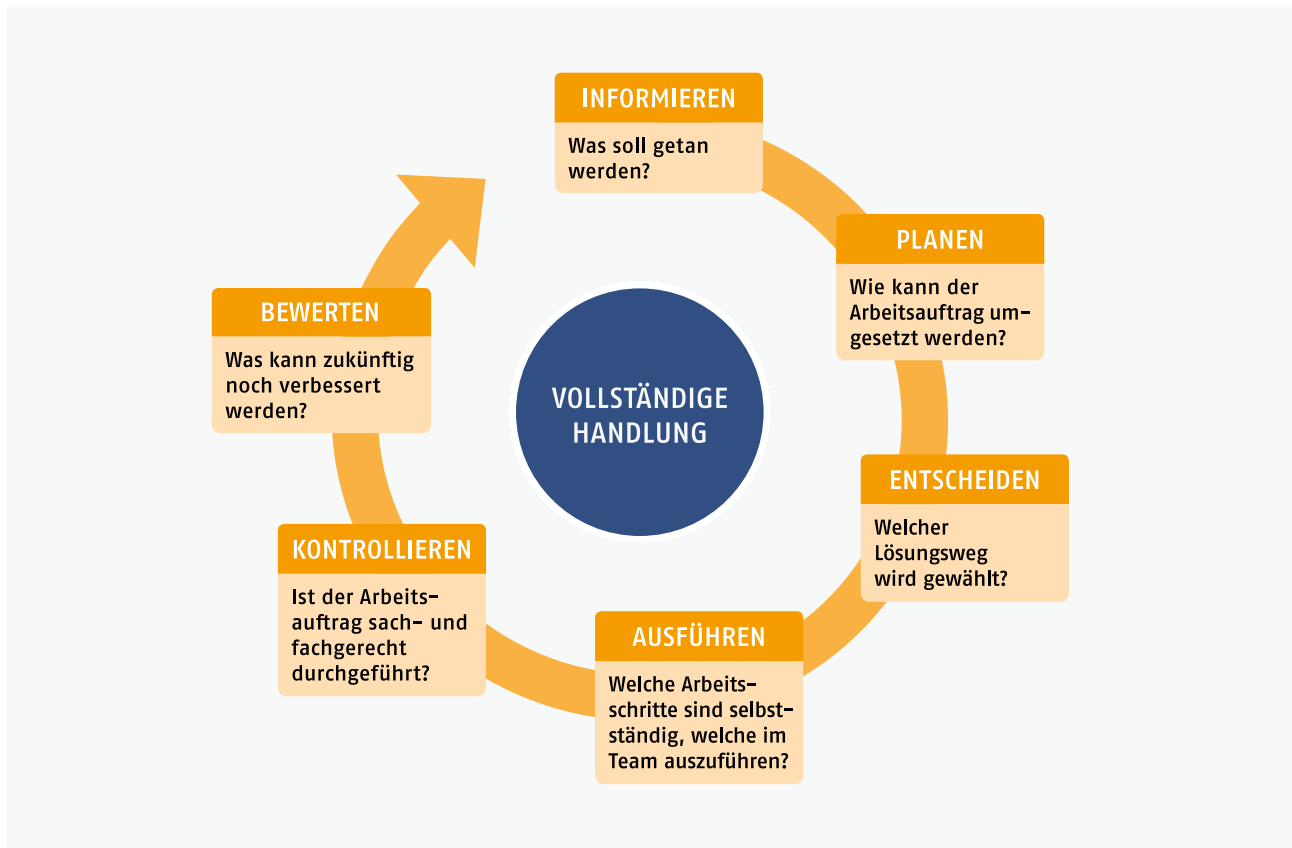 INFORMIEREN
Was soll getan
werden?
PLANEN
Wie kann der
Arbeitsauftrag um-
gesetzt werden?
ENTSCHEIDEN
Welcher
Lösungsweg
wird gewählt?
AUSFÜHREN
Welche Arbeits-
schritte sind selbst-
ständig, welche im
Team auszuführen?
KONTROLLIEREN
Ist der Arbeits-
auftrag sach- und
fachgerecht
durchgeführt?
BEWERTEN
Was kann zukünftig
noch verbessert
werden?
VOLLSTÄNDIGE
HANDLUNG